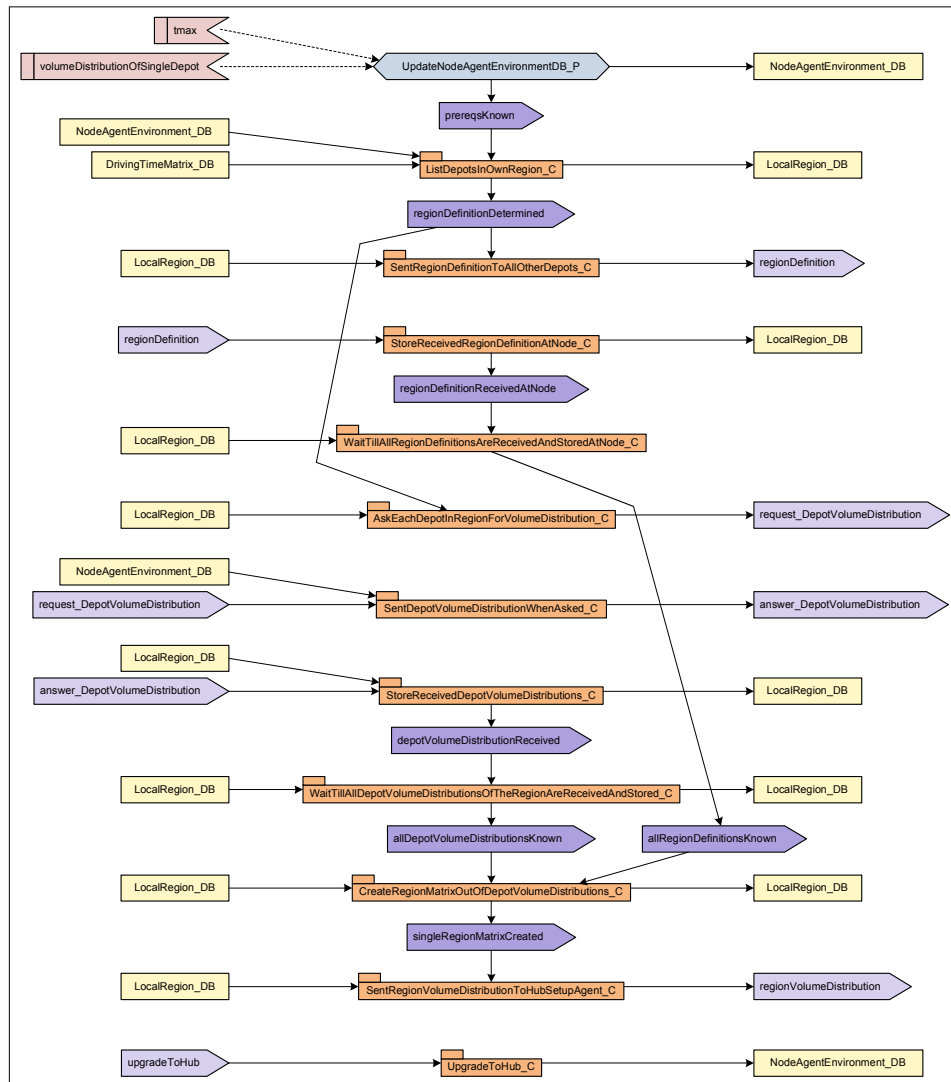 tmax
volumeDistributionOfSingleDepot
UpdateNodeAgentEnvironmentDB_P
NodeAgentEnvironment_DB
prereqsKnown
NodeAgentEnvironment_DB
DrivingTimeMatrix_DB
ListDepotsInOwnRegion_C
LocalRegion_DB
regionDefinitionDetermined
LocalRegion_DB
SentRegionDefinitionToAllOtherDepots_C
regionDefinition
regionDefinition
StoreReceivedRegionDefinitionAtNode_C
LocalRegion_DB
regionDefinitionReceivedAtNode
LocalRegion_DB
WaitTillAllRegionDefinitionsAreReceivedAndStoredAtNode_C
LocalRegion_DB
AskEachDepotInRegionForVolumeDistribution_C
request_DepotVolumeDistribution
NodeAgentEnvironment_DB
request_DepotVolumeDistribution
SentDepotVolumeDistributionWhenAsked_C
answer_DepotVolumeDistribution
LocalRegion_DB
answer_DepotVolumeDistribution
StoreReceivedDepotVolumeDistributions_C
LocalRegion_DB
depotVolumeDistributionReceived
LocalRegion_DB
WaitTillAllDepotVolumeDistributionsOfTheRegionAreReceivedAndStored_C
LocalRegion_DB
allDepotVolumeDistributionsKnown
allRegionDefinitionsKnown
LocalRegion_DB
CreateRegionMatrixOutOfDepotVolumeDistributions_C
LocalRegion_DB
singleRegionMatrixCreated
LocalRegion_DB
SentRegionVolumeDistributionToHubSetupAgent_C
regionVolumeDistribution
upgradeToHub
UpgradeToHub_C
NodeAgentEnvironment_DB